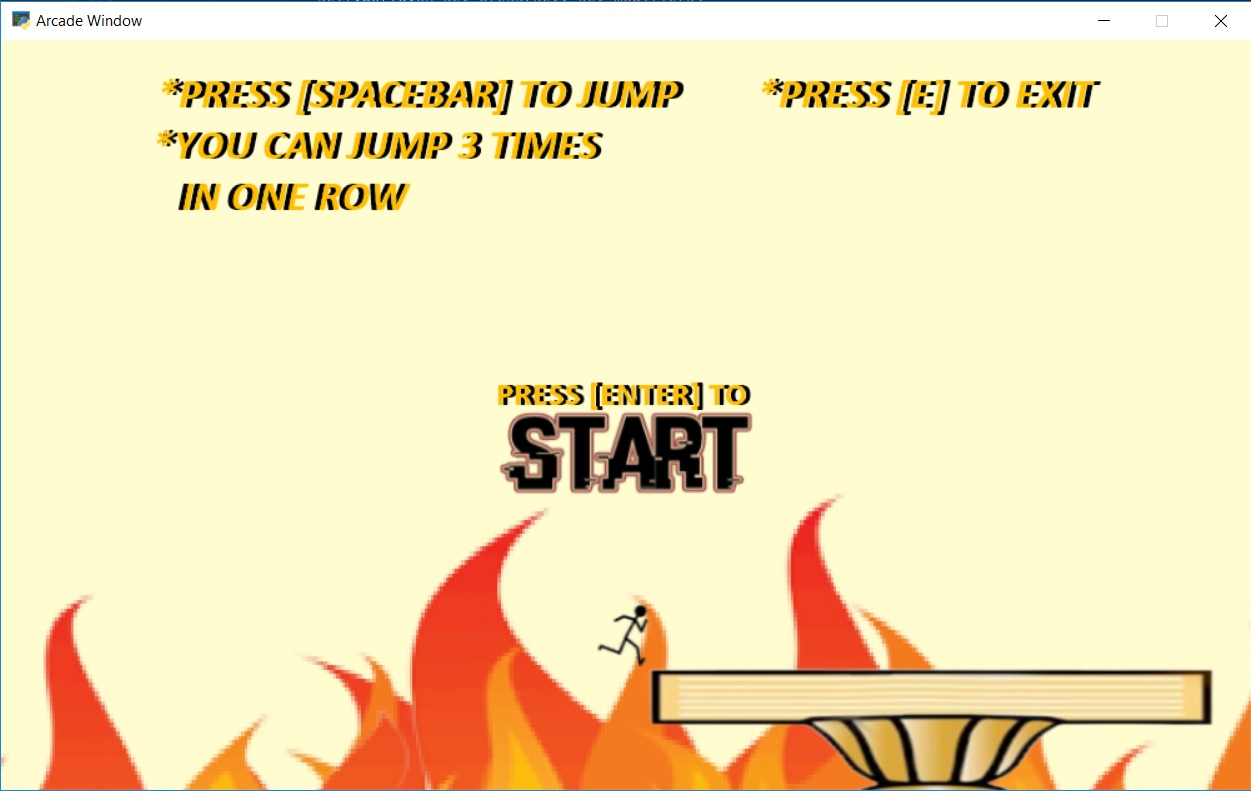 Arcade Window
*PRESS [SPACEBAR] TO JUMP
*PRESS [E] TO EXIT
*YOU CAN JUMP 3 TIMES
IN ONE ROW
PRESS [ENTER] TO
START